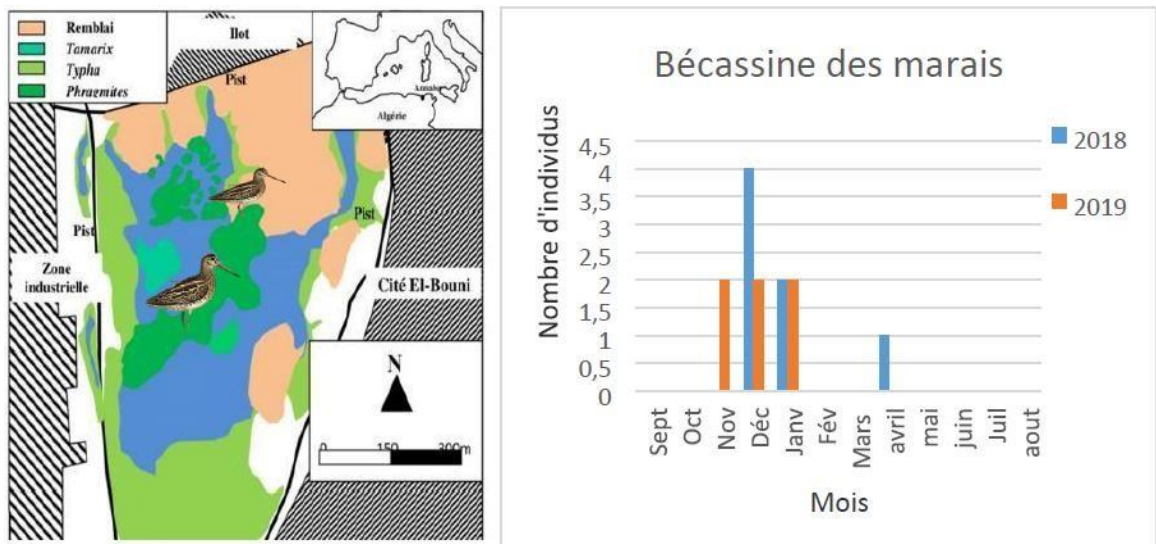 Remblai
Tamarix
Typha
Phragmites
Ilot
Pist
Annaba
Algérie
Pist
Pist
Zone
industrielle
Cité El-Bouni
N
0 150 300m
Bécassine des marais
Nombre d'individus
4,5
4
3,5
3
2,5
2
1,5
1
0,5
0
Sept
Oct
Nov
Déc
Janv
Fév
Mars
avril
mai
juin
Juil
aout
Mois
2018
2019